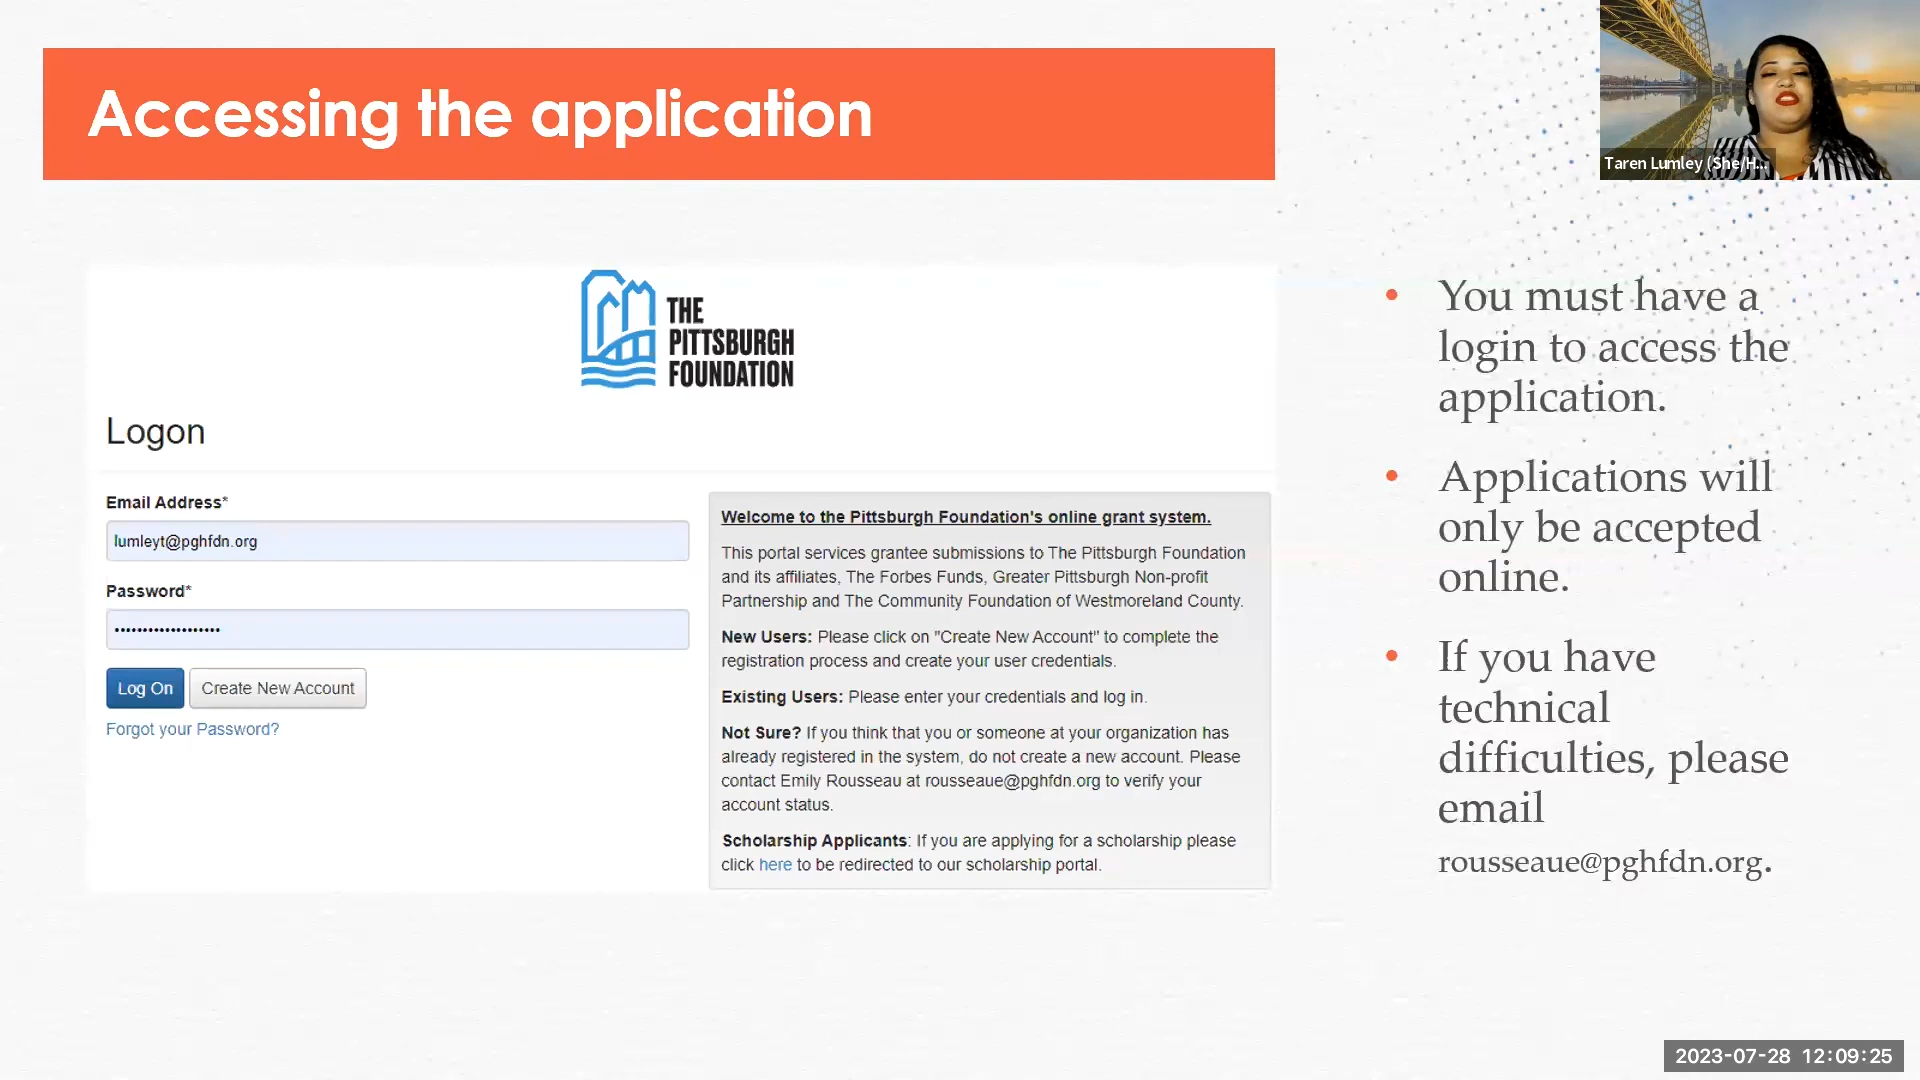 Accessing the application
Taren Lumley (She/H...
THE
PITTSBURGH
FOUNDATION
Logon
Email Address*
lumleyt@pghfdn.org
Password*
•••••••••••••••••••
Log On
Create New Account
Forgot your Password?
Welcome to the Pittsburgh Foundation's online grant system.
This portal services grantee submissions to The Pittsburgh Foundation
and its affiliates, The Forbes Funds, Greater Pittsburgh Non-profit
Partnership and The Community Foundation of Westmoreland County.
New Users: Please click on "Create New Account" to complete the
registration process and create your user credentials.
Existing Users: Please enter your credentials and log in.
Not Sure? If you think that you or someone at your organization has
already registered in the system, do not create a new account. Please
contact Emily Rousseau at rousseaue@pghfdn.org to verify your
account status.
Scholarship Applicants: If you are applying for a scholarship please
click here to be redirected to our scholarship portal.
• You must have a
login to access the
application.
• Applications will
only be accepted
online.
• If you have
technical
difficulties, please
email
rousseaue@pghfdn.org.
2023-07-28 12:09:25